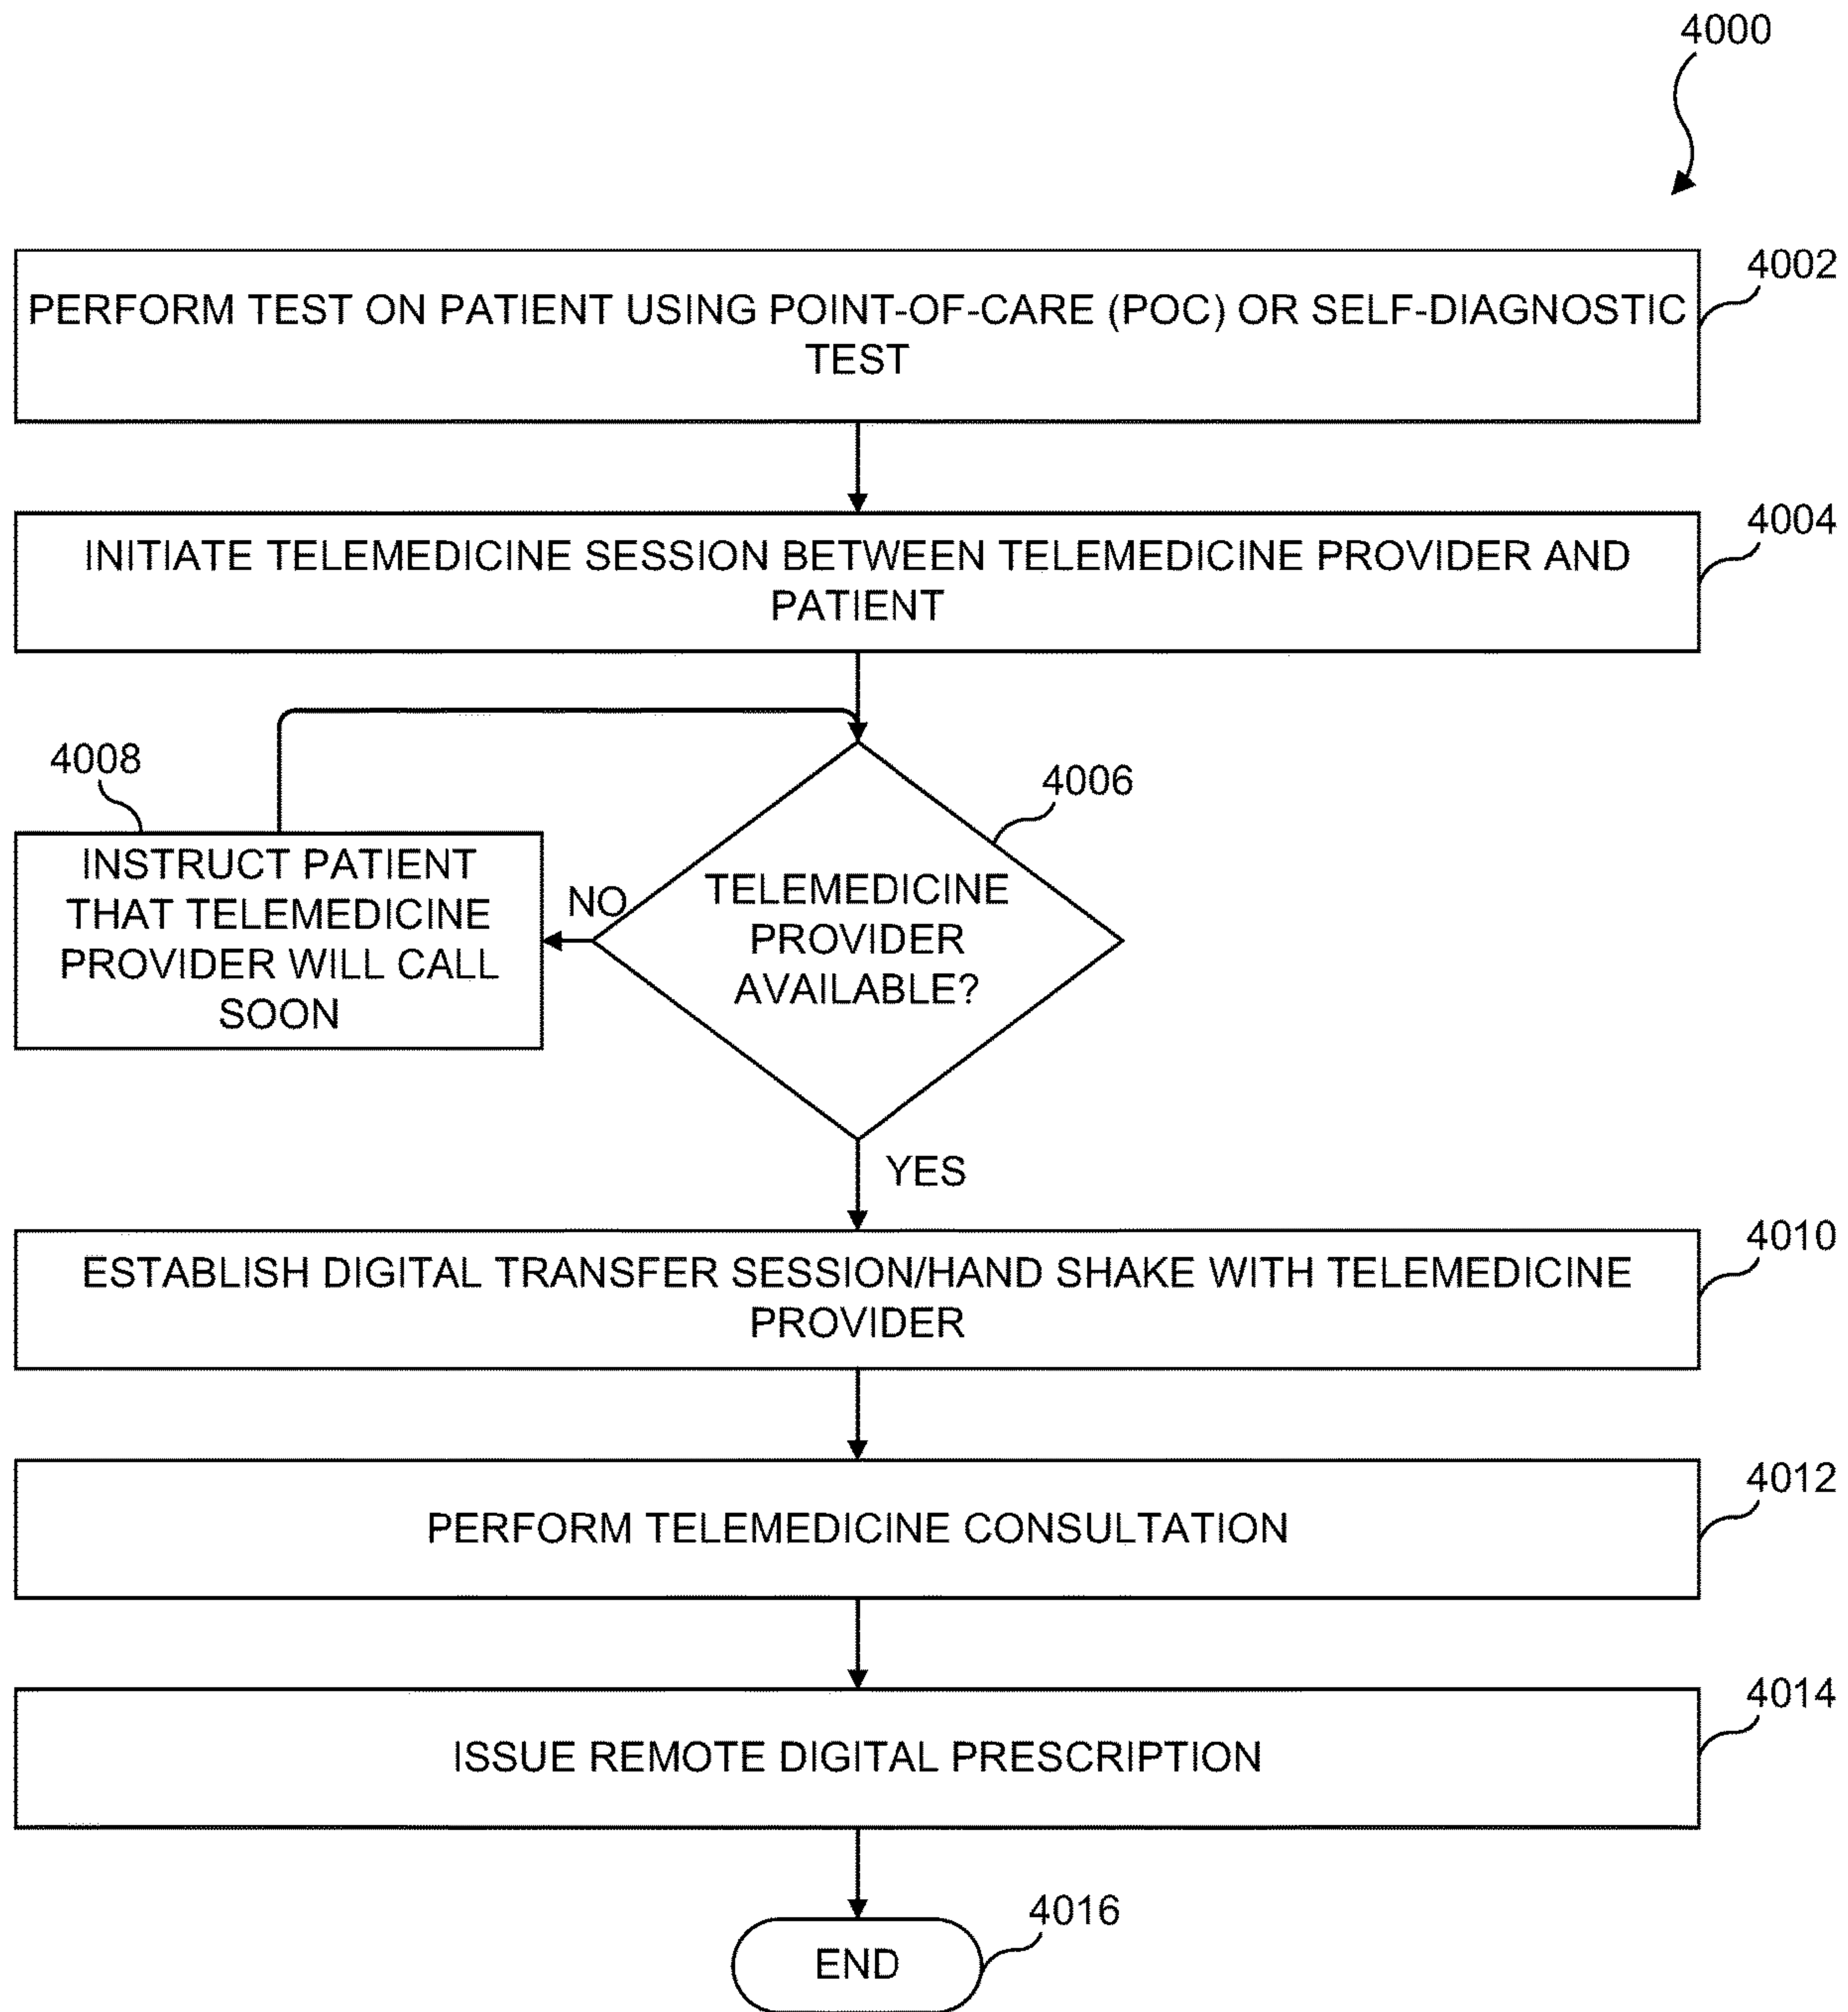 4000
4002
PERFORM TEST ON PATIENT USING POINT-OF-CARE (POC) OR SELF-DIAGNOSTIC
TEST
4004
INITIATE TELEMEDICINE SESSION BETWEEN TELEMEDICINE PROVIDER AND
PATIENT
4008
4006
INSTRUCT PATIENT
THAT TELEMEDICINE
PROVIDER WILL CALL
SOON
NO
TELEMEDICINE
PROVIDER
AVAILABLE?
YES
4010
ESTABLISH DIGITAL TRANSFER SESSION/HAND SHAKE WITH TELEMEDICINE
PROVIDER
4012
PERFORM TELEMEDICINE CONSULTATION
4014
ISSUE REMOTE DIGITAL PRESCRIPTION
4016
END